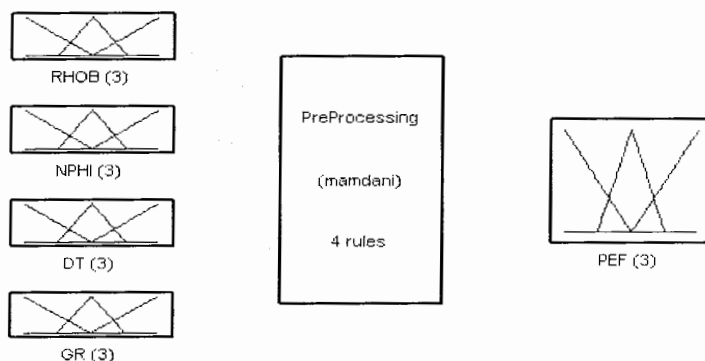 RHOB (3)
NPHI (3)
DT (3)
GR (3)
PreProcessing
(mamdani)
4 rules
PEF (3)